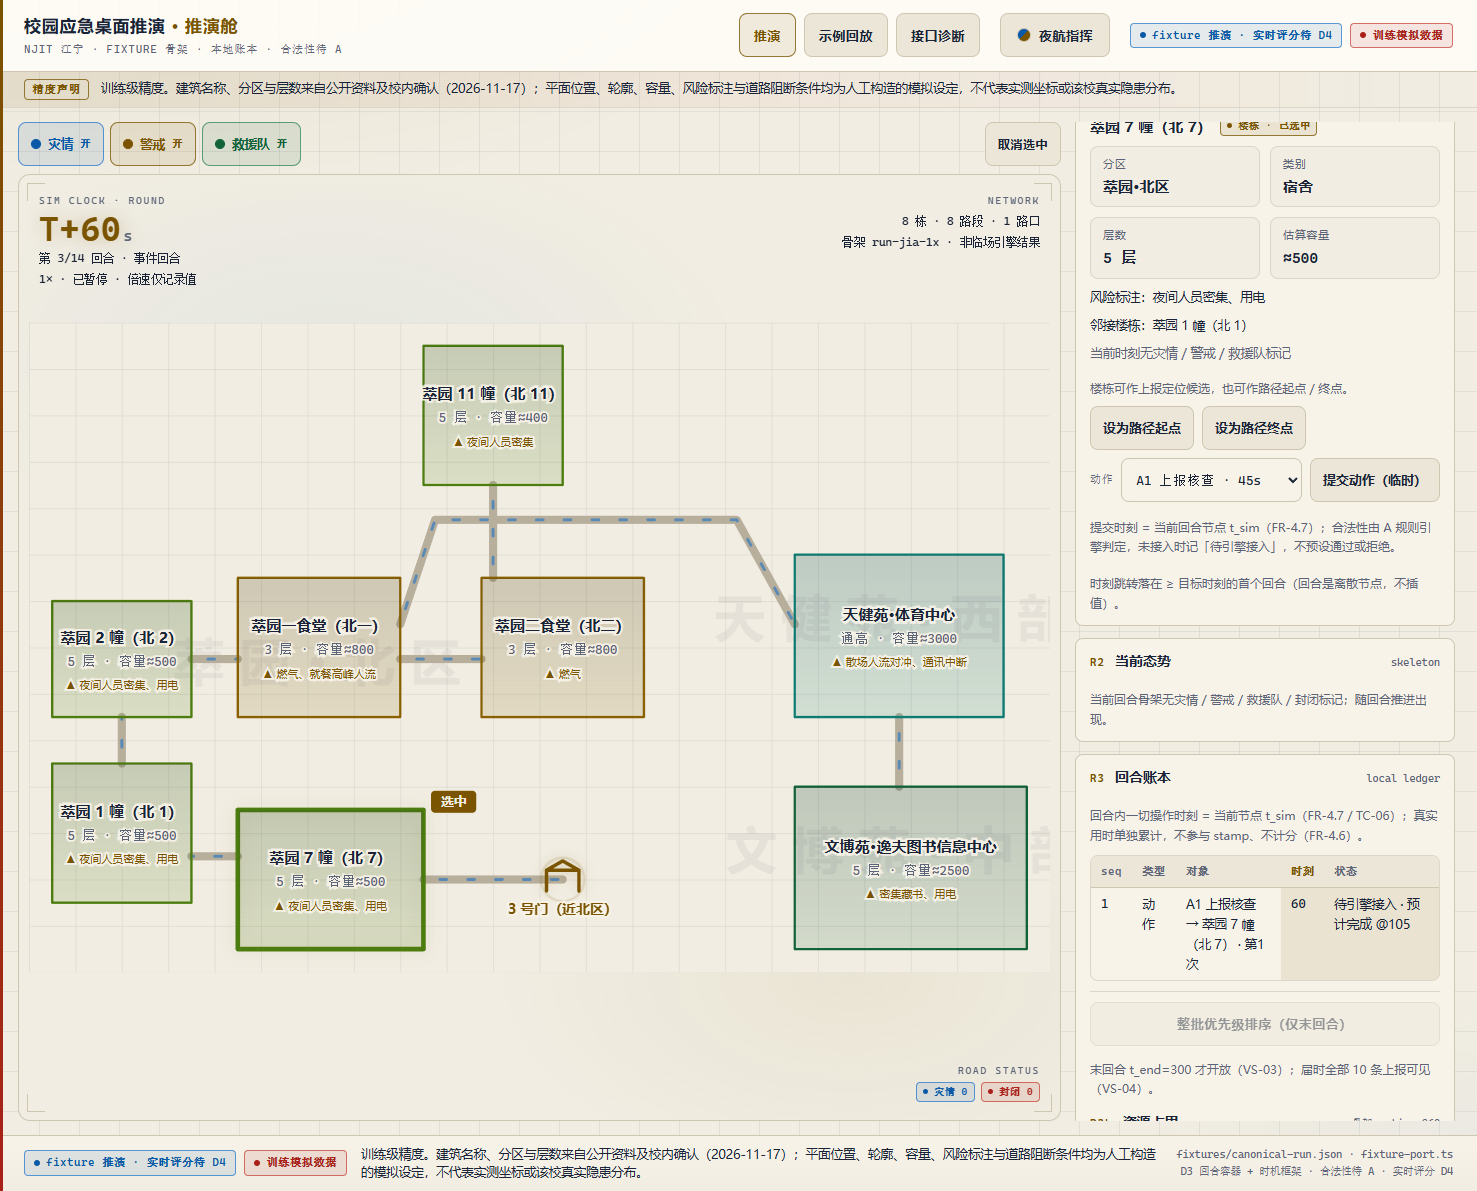 校园应急桌面推演 · 推演舱
NJIT 江宁 · FIXTURE 骨架 · 本地账本 · 合法性待 A
推演
示例回放
接口诊断
夜航指挥
fixture 推演 · 实时评分待 D4
训练模拟数据
精度声明
训练级精度。建筑名称、分区与层数来自公开资料及校内确认（2026-11-17）；平面位置、轮廓、容量、风险标注与道路阻断条件均为人工构造的模拟设定，不代表实测坐标或该校真实隐患分布。
灾情 开
警戒 开
救援队 开
取消选中
SIM CLOCK · ROUND
T+60s
第 3/14 回合 · 事件回合
1× · 已暂停 · 倍速仅记录值
NETWORK
8 栋 · 8 路段 · 1 路口
骨架 run-jia-1x · 非临场引擎结果
萃园 11 幢（北 11）
5 层 · 容量≈400
▲ 夜间人员密集
萃园·北区
天健苑·西部
文博苑·中部
萃园 2 幢（北 2）
5 层 · 容量≈500
▲ 夜间人员密集、用电
萃园一食堂（北一）
3 层 · 容量≈800
▲ 燃气、就餐高峰人流
萃园二食堂（北二）
3 层 · 容量≈800
▲ 燃气
天健苑·体育中心
通高 · 容量≈3000
▲ 散场人流对冲、通讯中断
萃园 1 幢（北 1）
5 层 · 容量≈500
▲ 夜间人员密集、用电
选中
萃园 7 幢（北 7）
5 层 · 容量≈500
▲ 夜间人员密集、用电
3 号门（近北区）
文博苑·逸夫图书信息中心
5 层 · 容量≈2500
▲ 密集藏书、用电
ROAD STATUS
灾情 0
封闭 0
萃园 7 幢（北 7）
楼栋 · 已选中
分区
萃园·北区
类别
宿舍
层数
5 层
估算容量
≈500
风险标注：夜间人员密集、用电
邻接楼栋：萃园 1 幢（北 1）
当前时刻无灾情 / 警戒 / 救援队标记
楼栋可作上报定位候选，也可作路径起点 / 终点。
设为路径起点
设为路径终点
动作
A1 上报核查 · 45s
提交动作（临时）
提交时刻 = 当前回合节点 t_sim（FR-4.7）；合法性由 A 规则引
擎判定，未接入时记「待引擎接入」，不预设通过或拒绝。
时刻跳转落在 ≥ 目标时刻的首个回合（回合是离散节点，不插
值）。
R2 当前态势
skeleton
当前回合骨架无灾情 / 警戒 / 救援队 / 封闭标记；随回合推进出
现。
R3 回合账本
local ledger
回合内一切操作时刻 = 当前节点 t_sim（FR-4.7 / TC-06）；真实
用时单独累计，不参与 stamp、不计分（FR-4.6）。
seq 类型 对象 时刻 状态
1 动作 A1 上报核查 → 萃园 7 幢（北 7）· 第1次 60 待引擎接入 · 预计完成 @105
整批优先级排序（仅末回合）
末回合 t_end=300 才开放（VS-03）；届时全部 10 条上报可见
（VS-04）。
fixture 推演 · 实时评分待 D4
训练模拟数据
训练级精度。建筑名称、分区与层数来自公开资料及校内确认（2026-11-17）；平面位置、轮廓、容量、风险标注与道路阻断条件均为人工构造
的模拟设定，不代表实测坐标或该校真实隐患分布。
fixtures/canonical-run.json · fixture-port.ts
D3 回合容器 + 时机框架 · 合法性待 A · 实时评分 D4